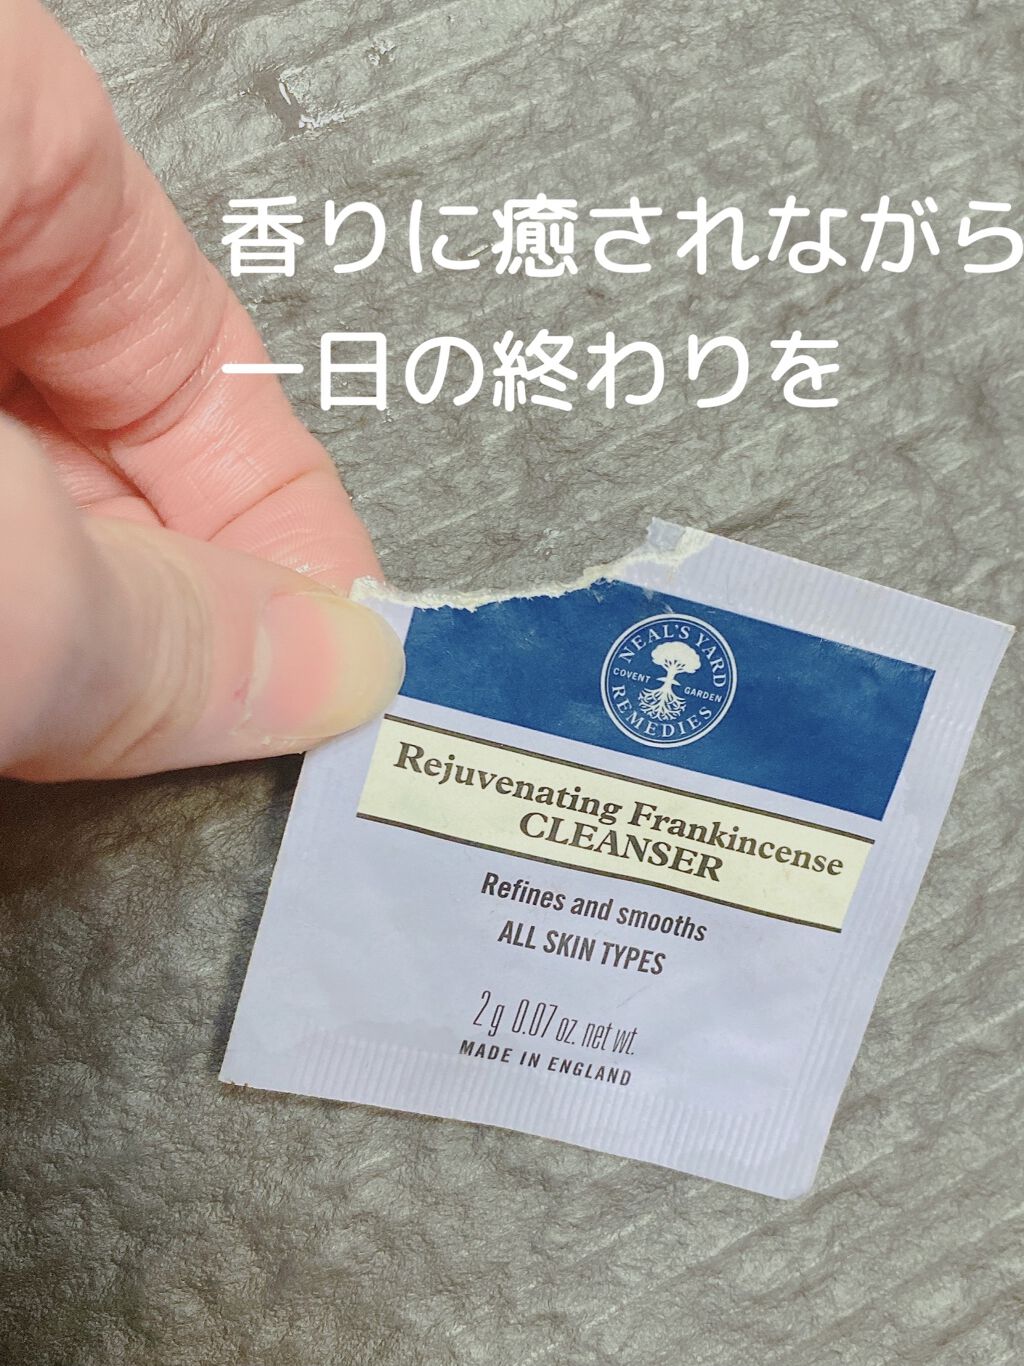 香りに癒されながら
一日の終わりを
NEAL'S YARD
COVENT GARDEN
REMEDIES
Rejuvenating Frankincense
CLEANSER
Refines and smooths
ALL SKIN TYPES
2 g 0.07 oz. net wt.
MADE IN ENGLAND